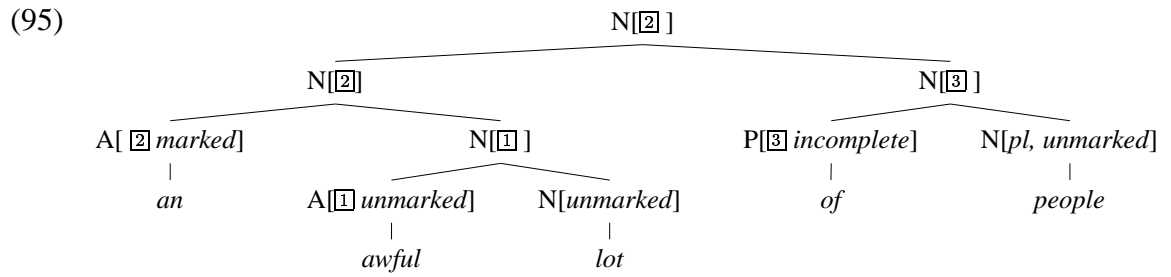 (95) N[2 ]
N[2] N[3 ]
A[ 2 marked] N[1 ] P[3 incomplete] N[pl, unmarked]
an A[1 unmarked] N[unmarked] of people
awful lot